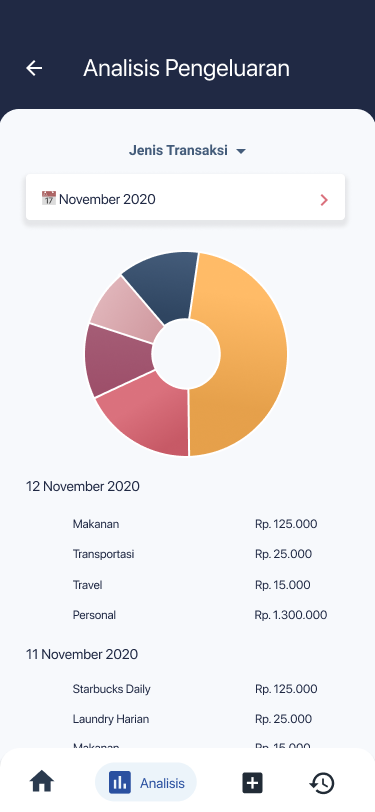 Analisis Pengeluaran
Jenis Transaksi
November 2020
12 November 2020
Makanan Rp. 125.000
Transportasi Rp. 25.000
Travel Rp. 15.000
Personal Rp. 1.300.000
11 November 2020
Starbucks Daily Rp. 125.000
Laundry Harian Rp. 25.000
Makanan Rp. 15.000
Analisis